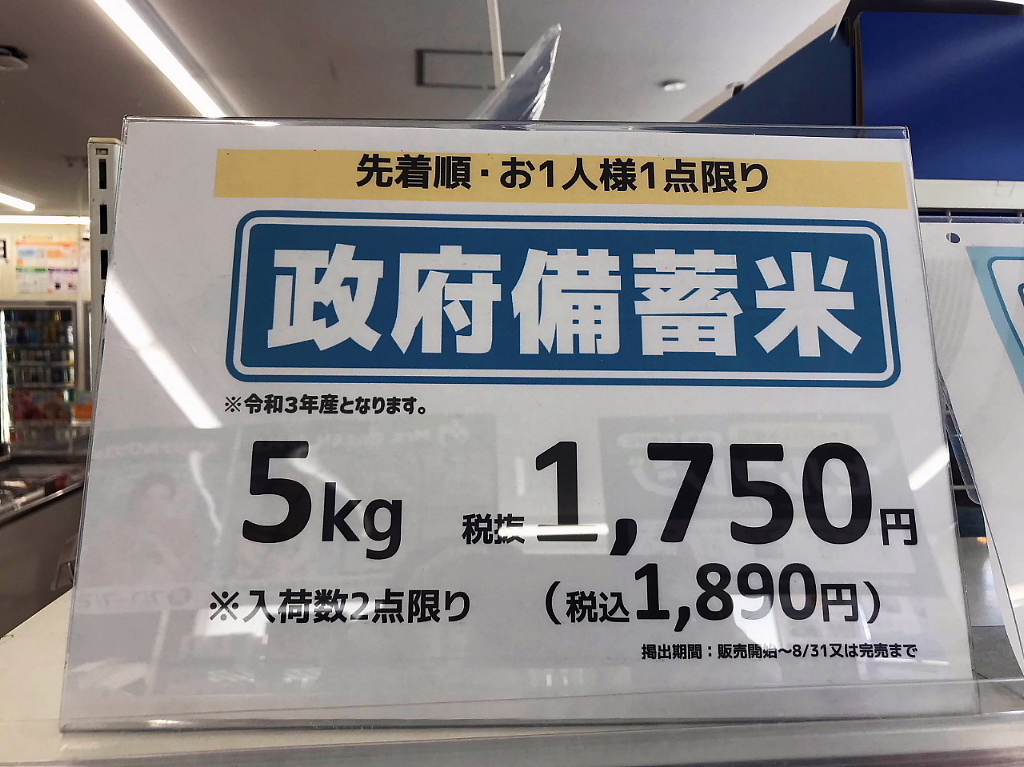 先着順・お1人様1点限り
政府備蓄米
※令和3年産となります。
5kg 税抜 1,750円
※入荷数2点限り (税込1,890円)
掲出期間：販売開始～8/31又は完売まで